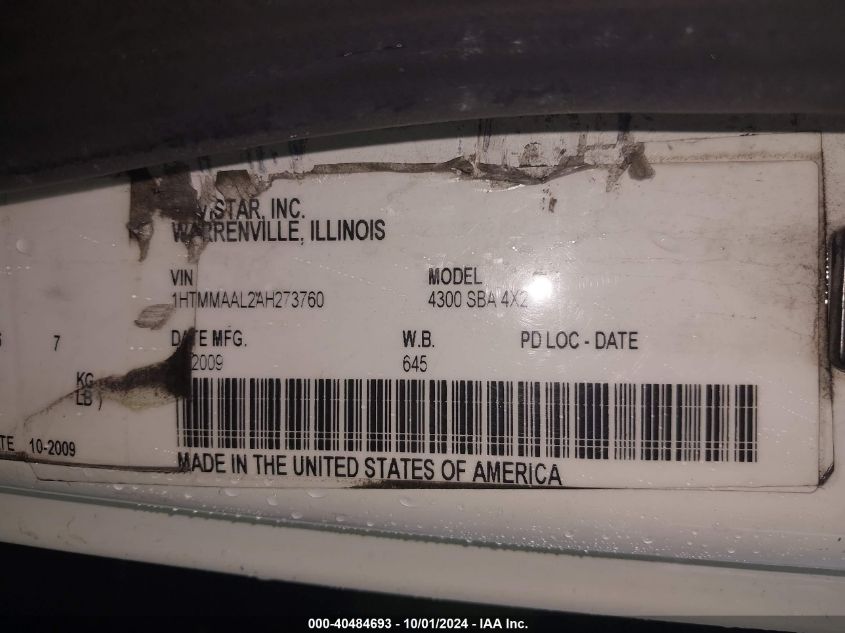 STAR, INC.
WARRENVILLE, ILLINOIS
VIN
MODEL
4300 SBA 4X2
7
DATE MFG.
W.B.
PD LOC - DATE
2009
645
KG
LB
TE 10-2009
MADE IN THE UNITED STATES OF AMERICA
000-40484693 - 10/01/2024 - IAA Inc.